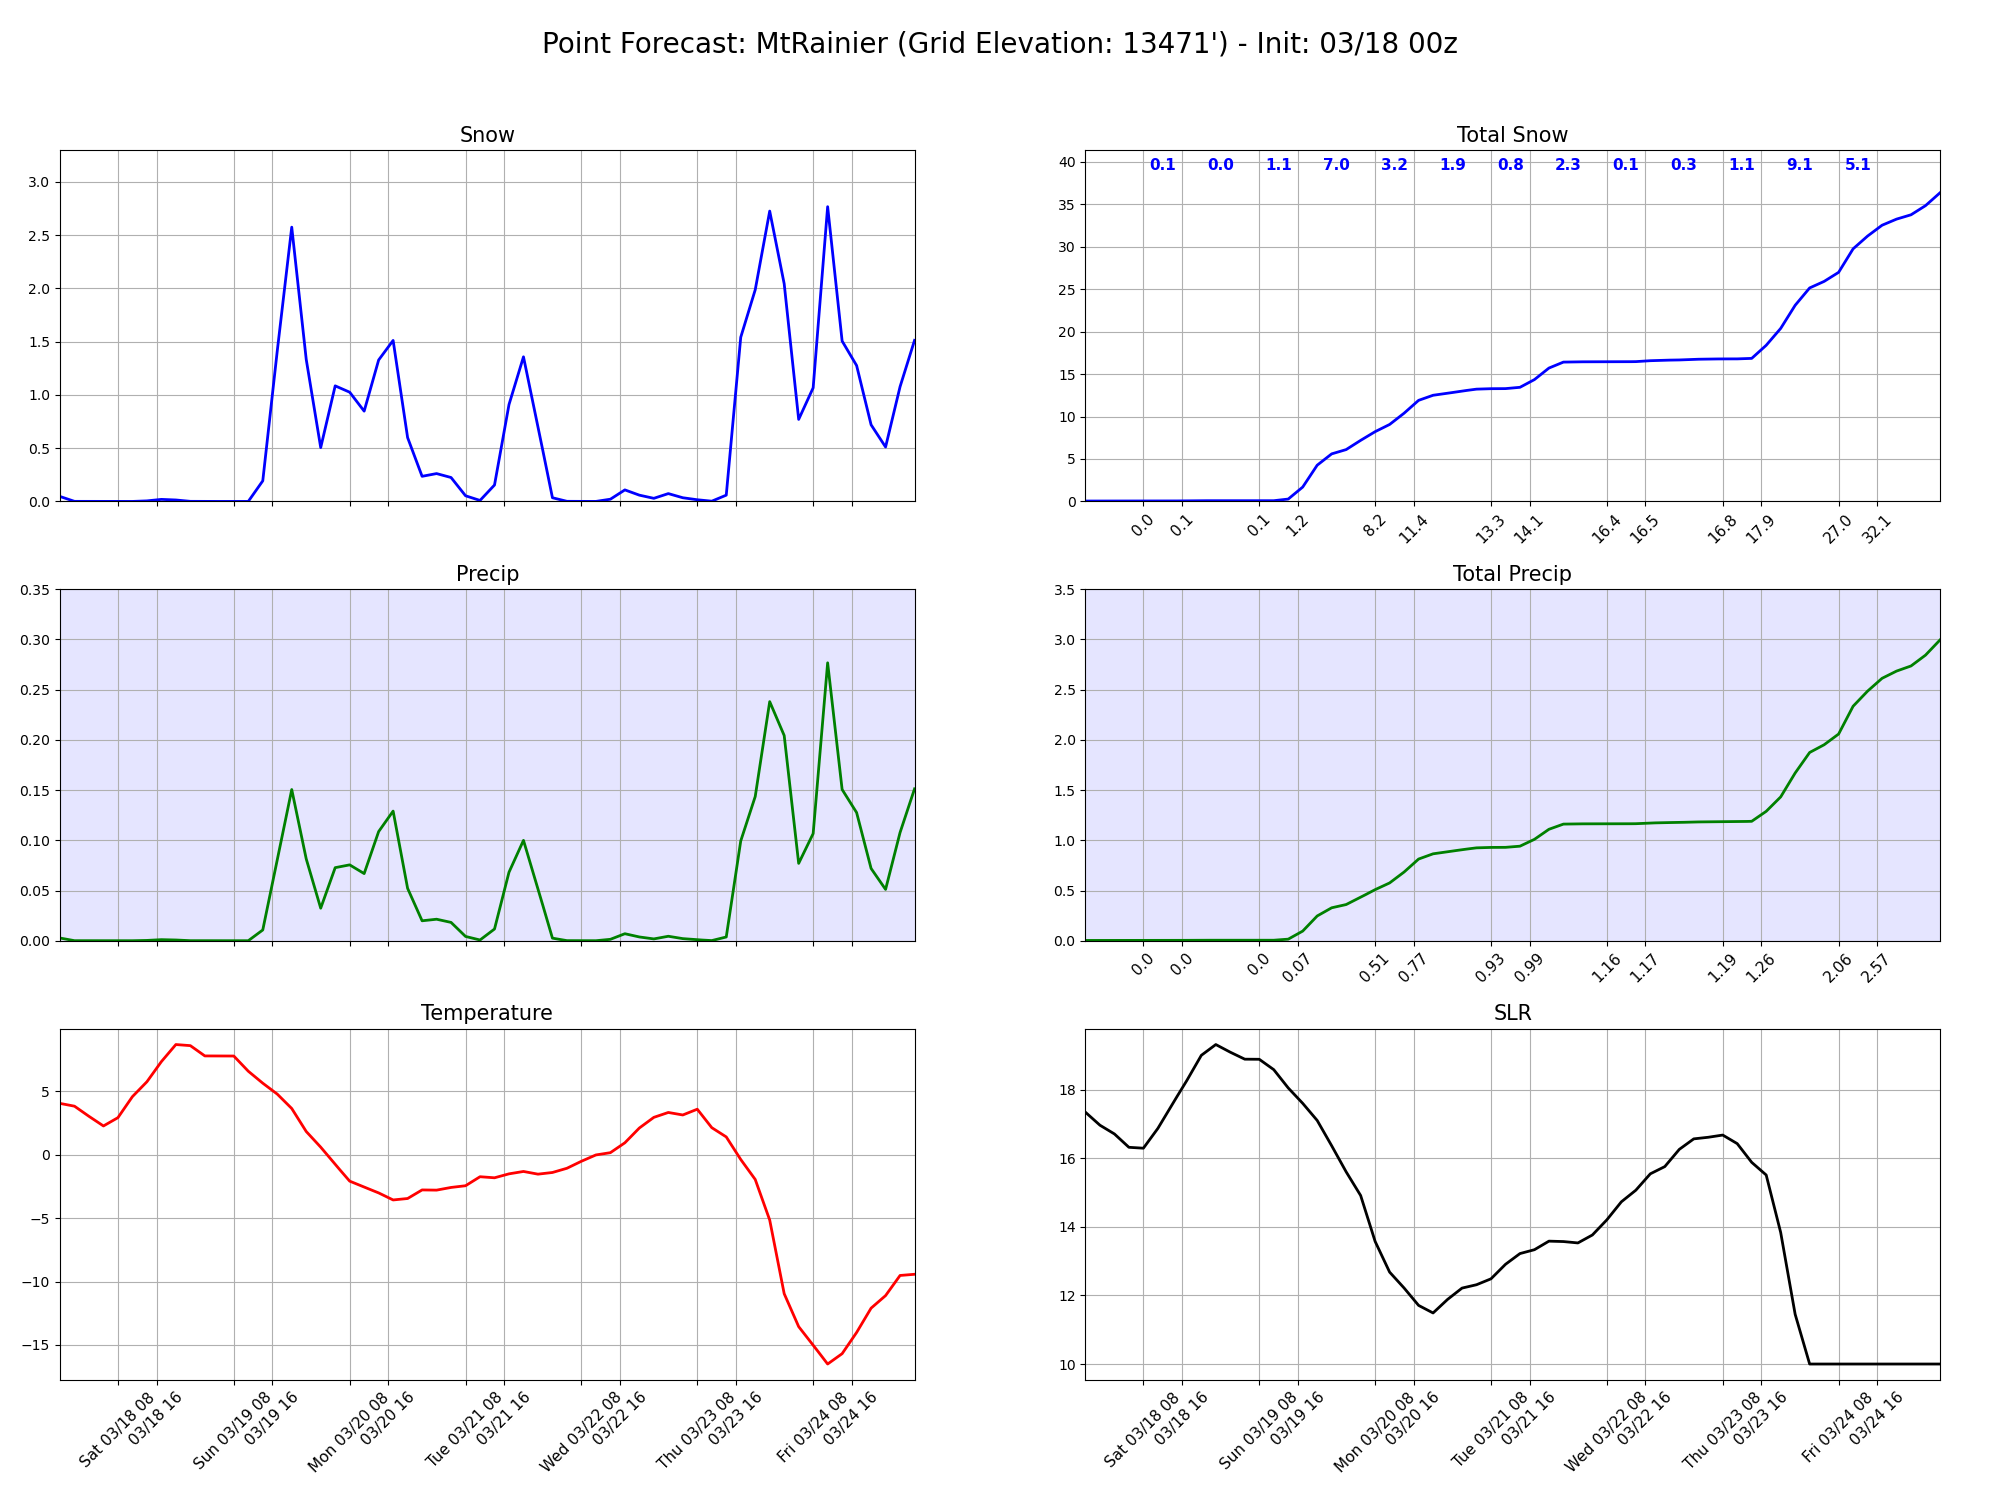 Point Forecast: MtRainier (Grid Elevation: 13471') - Init: 03/18 00z
Snow
3.0
2.5
2.0
1.5
1.0
0.5
0.0
Total Snow
0.1 0.0 1.1 7.0 3.2 1.9 0.8 2.3 0.1 0.3 1.1 9.1 5.1
40
35
30
25
20
15
10
5
0
0.0 0.1 0.1 1.2 8.2 11.4 13.3 14.1 16.4 16.5 16.8 17.9 27.0 32.1
Precip
0.35
0.30
0.25
0.20
0.15
0.10
0.05
0.00
Total Precip
3.5
3.0
2.5
2.0
1.5
1.0
0.5
0.0
0.0 0.0 0.0 0.07 0.51 0.77 0.93 0.99 1.16 1.17 1.19 1.26 2.06 2.57
Temperature
5
0
−5
−10
−15
Sat 03/18 08
03/18 16
Sun 03/19 08
03/19 16
Mon 03/20 08
03/20 16
Tue 03/21 08
03/21 16
Wed 03/22 08
03/22 16
Thu 03/23 08
03/23 16
Fri 03/24 08
03/24 16
SLR
18
16
14
12
10
Sat 03/18 08
03/18 16
Sun 03/19 08
03/19 16
Mon 03/20 08
03/20 16
Tue 03/21 08
03/21 16
Wed 03/22 08
03/22 16
Thu 03/23 08
03/23 16
Fri 03/24 08
03/24 16